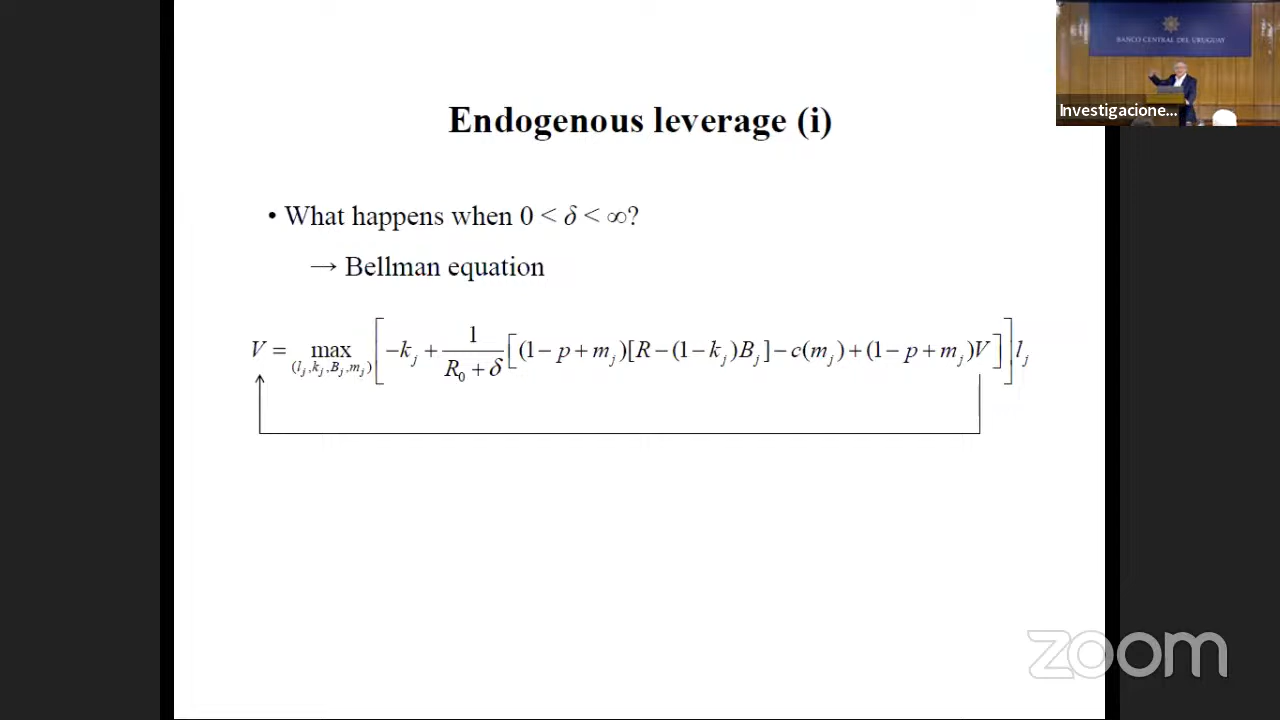 BANCO CENTRAL DEL URUGUAY
Investigacione...
Endogenous leverage (i)
• What happens when 0 < δ < ∞?
→ Bellman equation
V = max_{(l_j,k_j,B_j,m_j)} [ −k_j + 1/(R_0 + δ) [ (1 − p + m_j)[R − (1 − k_j)B_j] − c(m_j) + (1 − p + m_j)V ] ] l_j
zoom